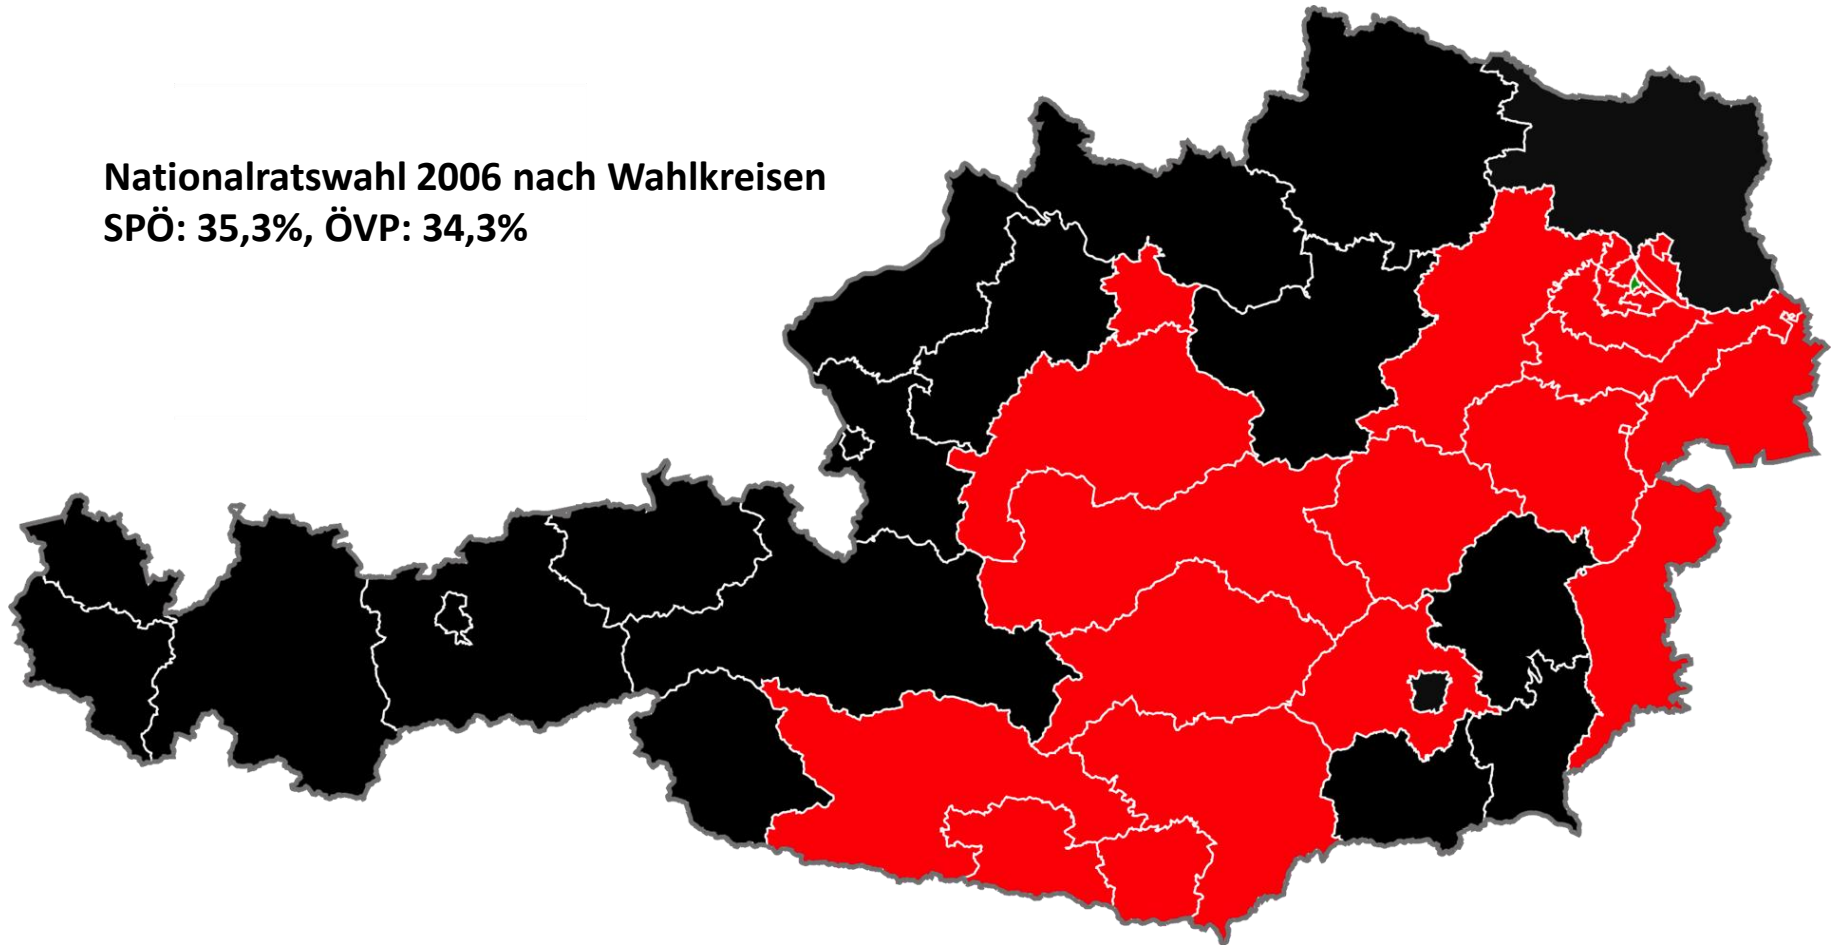 Nationalratswahl 2006 nach Wahlkreisen
SPÖ: 35,3%, ÖVP: 34,3%